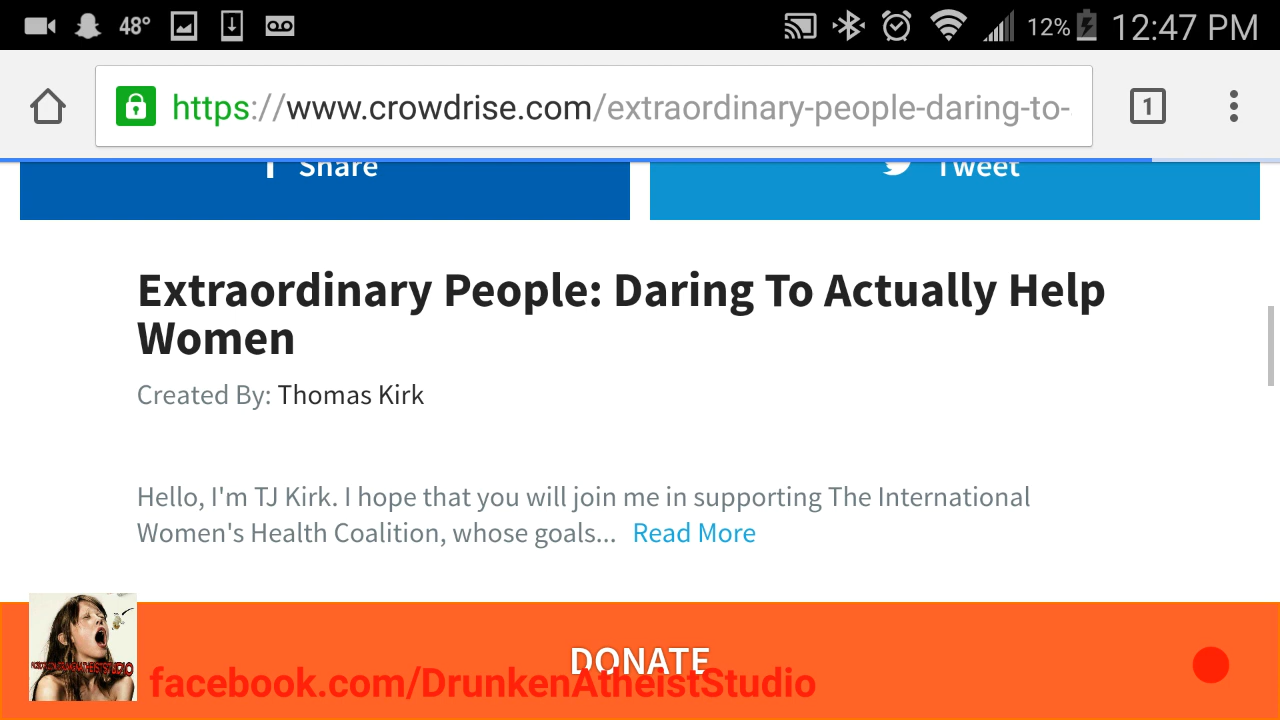 48° 12% 12:47 PM
https://www.crowdrise.com/extraordinary-people-daring-to- 1
Share Tweet
Extraordinary People: Daring To Actually Help
Women
Created By: Thomas Kirk
Hello, I'm TJ Kirk. I hope that you will join me in supporting The International
Women's Health Coalition, whose goals... Read More
DONATE
facebook.com/DrunkenAtheistStudio